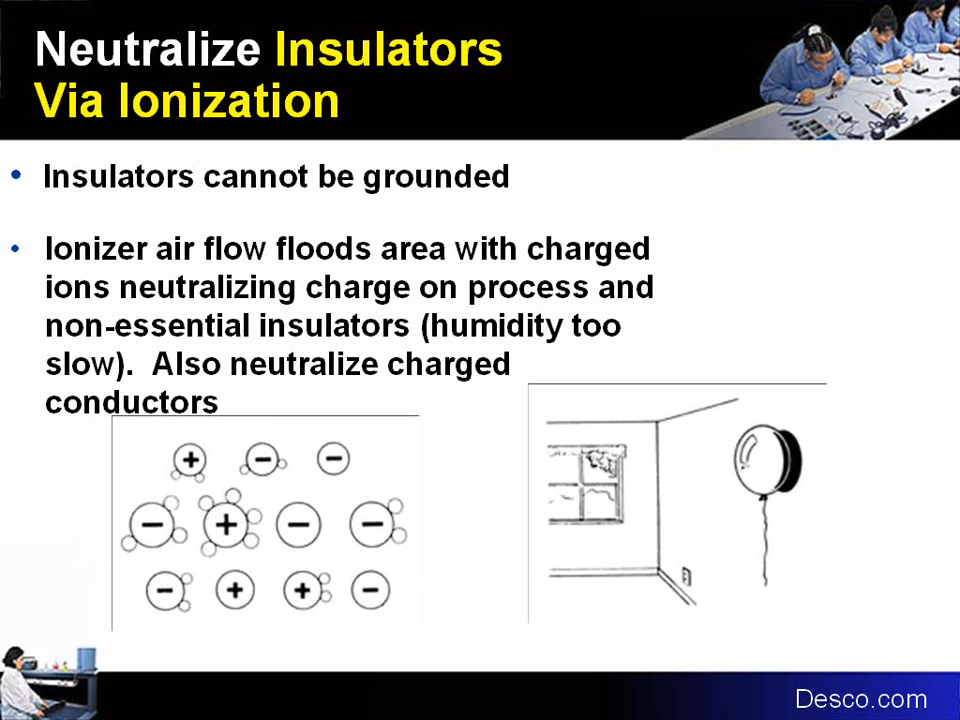 Neutralize Insulators
Via Ionization
• Insulators cannot be grounded
• Ionizer air flow floods area with charged
ions neutralizing charge on process and
non-essential insulators (humidity too
slow).  Also neutralize charged
conductors
+ − −
− + − −
− + + −
Desco.com